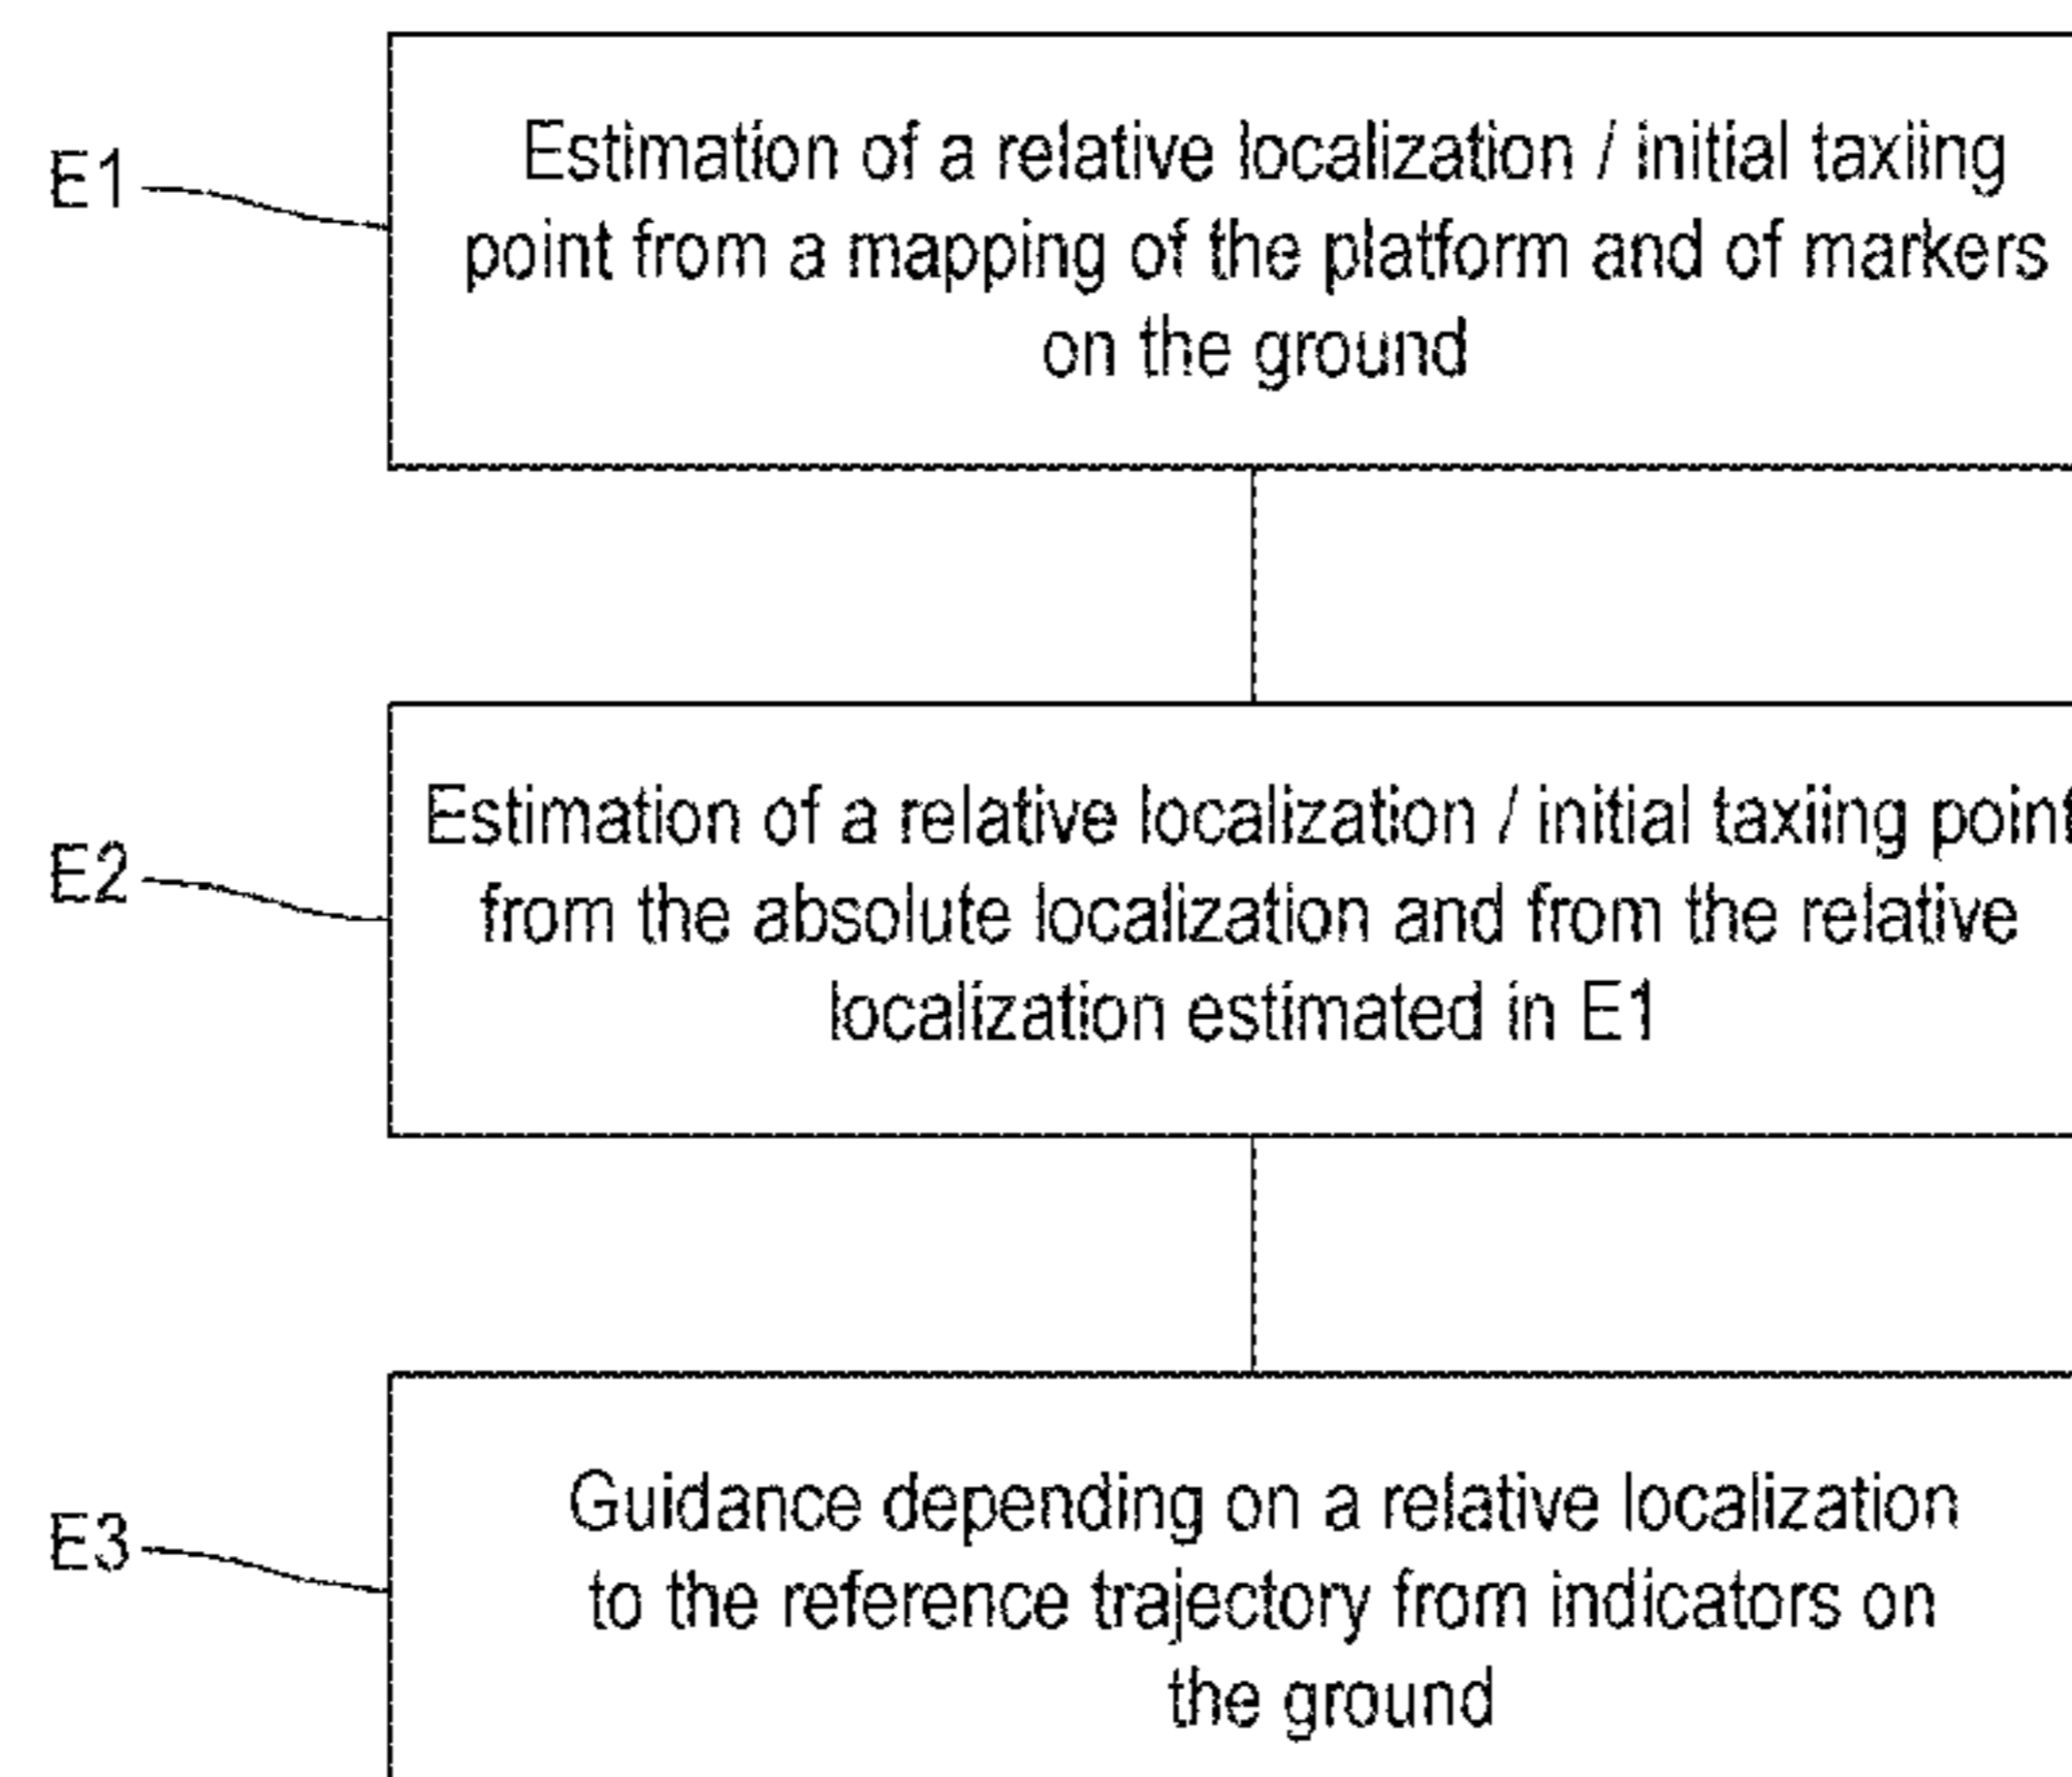 E1
Estimation of a relative localization / initial taxiing
point from a mapping of the platform and of markers
on the ground
E2
Estimation of a relative localization / initial taxiing point
from the absolute localization and from the relative
localization estimated in E1
E3
Guidance depending on a relative localization
to the reference trajectory from indicators on
the ground